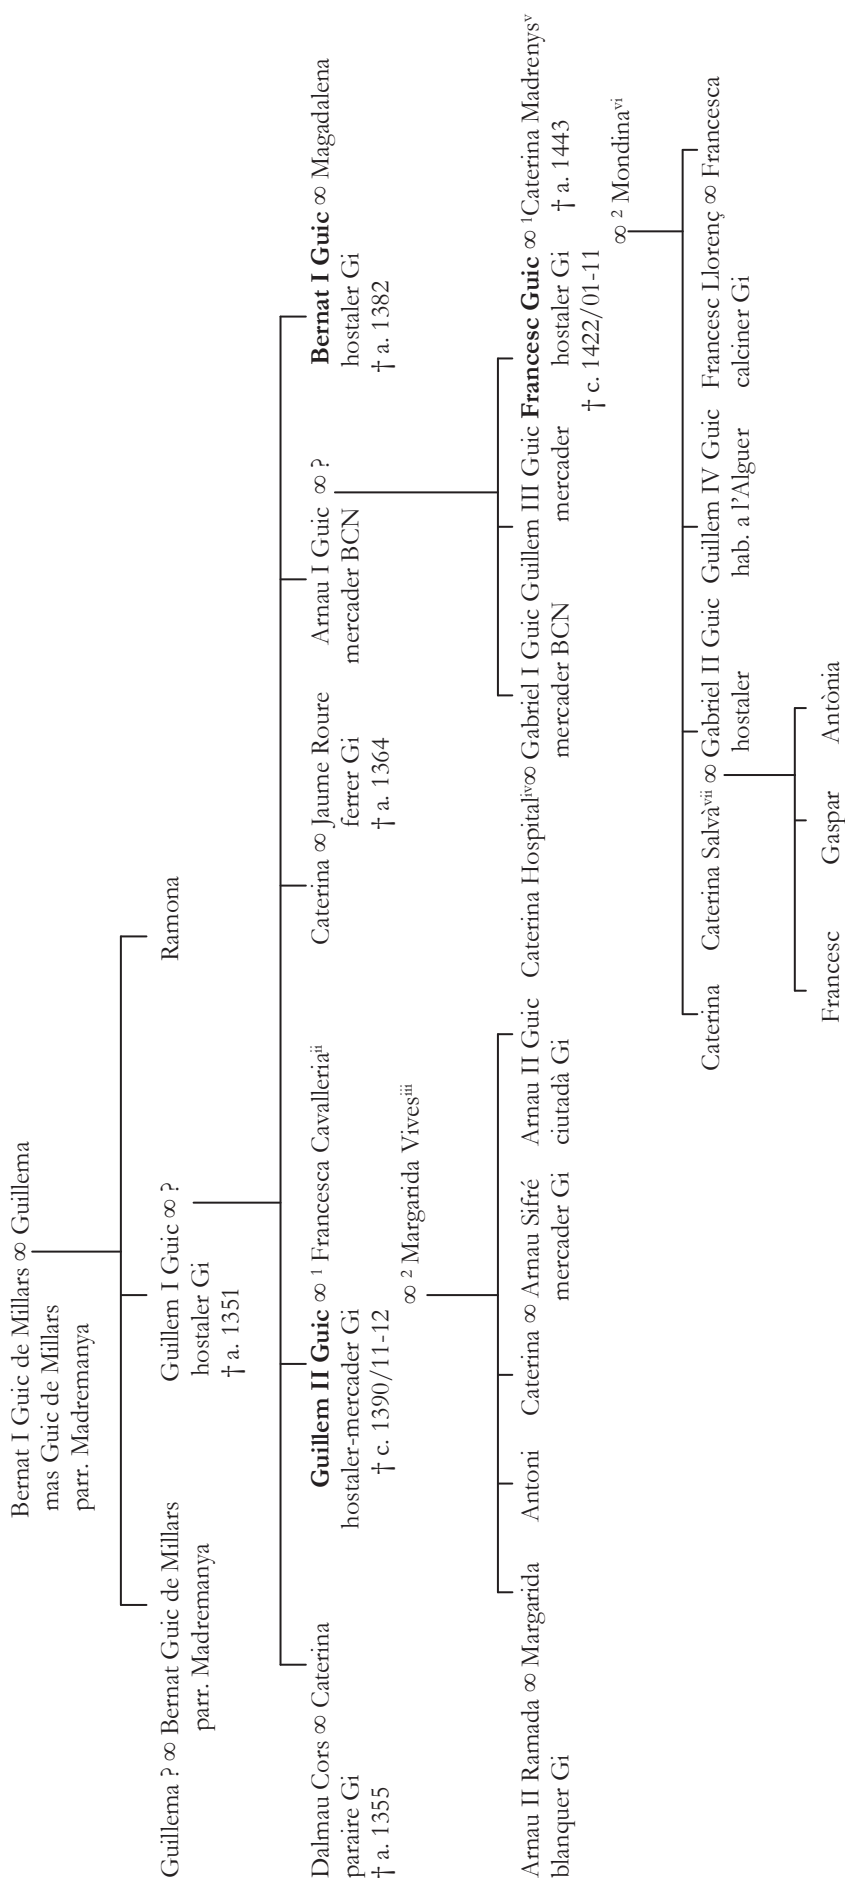 Bernat I Guic de Millars ∞ Guillema
mas Guic de Millars
parr. Madremanya
Guillema ? ∞ Bernat Guic de Millars
parr. Madremanya
Guillem I Guic ∞ ?
hostaler Gi
† a. 1351
Ramona
Dalmau Cors ∞ Caterina
paraire Gi
† a. 1355
Guillem II Guic ∞ ¹ Francesca Cavalleriaⁱⁱ
hostaler-mercader Gi
† c. 1390/11-12
∞ ² Margarida Vivesⁱⁱⁱ
Caterina ∞ Jaume Roure
ferrer Gi
† a. 1364
Arnau I Guic ∞ ?
mercader BCN
Bernat I Guic ∞ Magadalena
hostaler Gi
† a. 1382
Arnau II Ramada ∞ Margarida
blanquer Gi
Antoni
Caterina ∞ Arnau Sifré
mercader Gi
Arnau II Guic
ciutadà Gi
Caterina Hospitalⁱᵛ∞ Gabriel I Guic
mercader BCN
Guillem III Guic
mercader
Francesc Guic ∞ ¹Caterina Madrenysᵛ
hostaler Gi
† c. 1422/01-11
† a. 1443
∞ ² Mondinaᵛⁱ
Caterina
Caterina Salvàᵛⁱⁱ ∞ Gabriel II Guic
hostaler
Guillem IV Guic
hab. a l'Alguer
Francesc Llorenç ∞ Francesca
calciner Gi
Francesc
Gaspar
Antònia